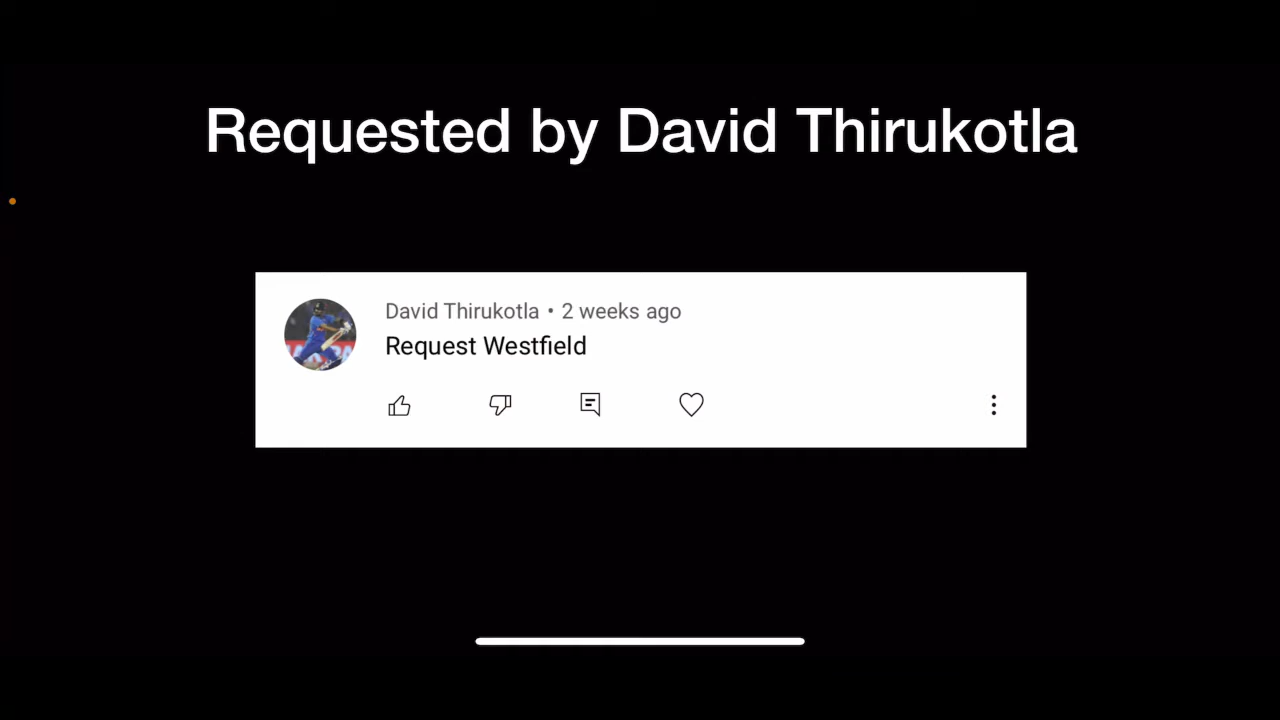 Requested by David Thirukotla
David Thirukotla • 2 weeks ago
Request Westfield